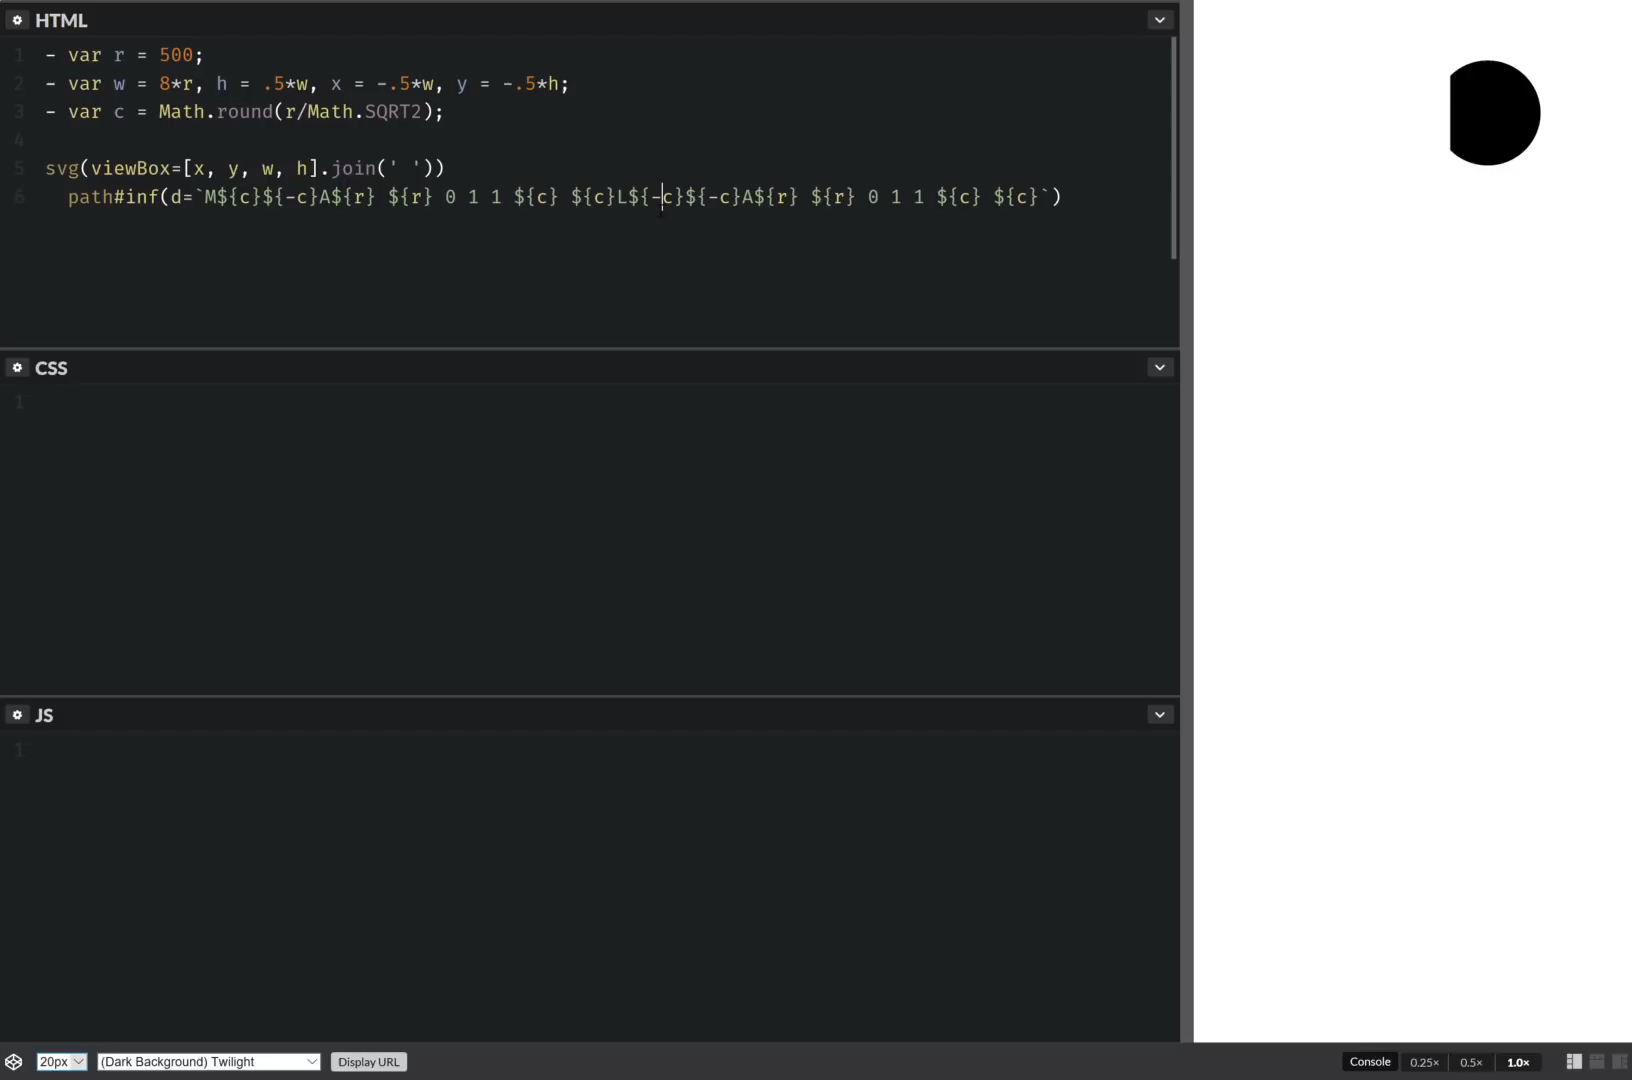 HTML
1 - var r = 500;
2 - var w = 8*r, h = .5*w, x = -.5*w, y = -.5*h;
3 - var c = Math.round(r/Math.SQRT2);
4
5 svg(viewBox=[x, y, w, h].join(' '))
6 path#inf(d=`M${c}${-c}A${r} ${r} 0 1 1 ${c} ${c}L${-c}${-c}A${r} ${r} 0 1 1 ${c} ${c}`)
CSS
1
JS
1
20px (Dark Background) Twilight Display URL Console 0.25× 0.5× 1.0×